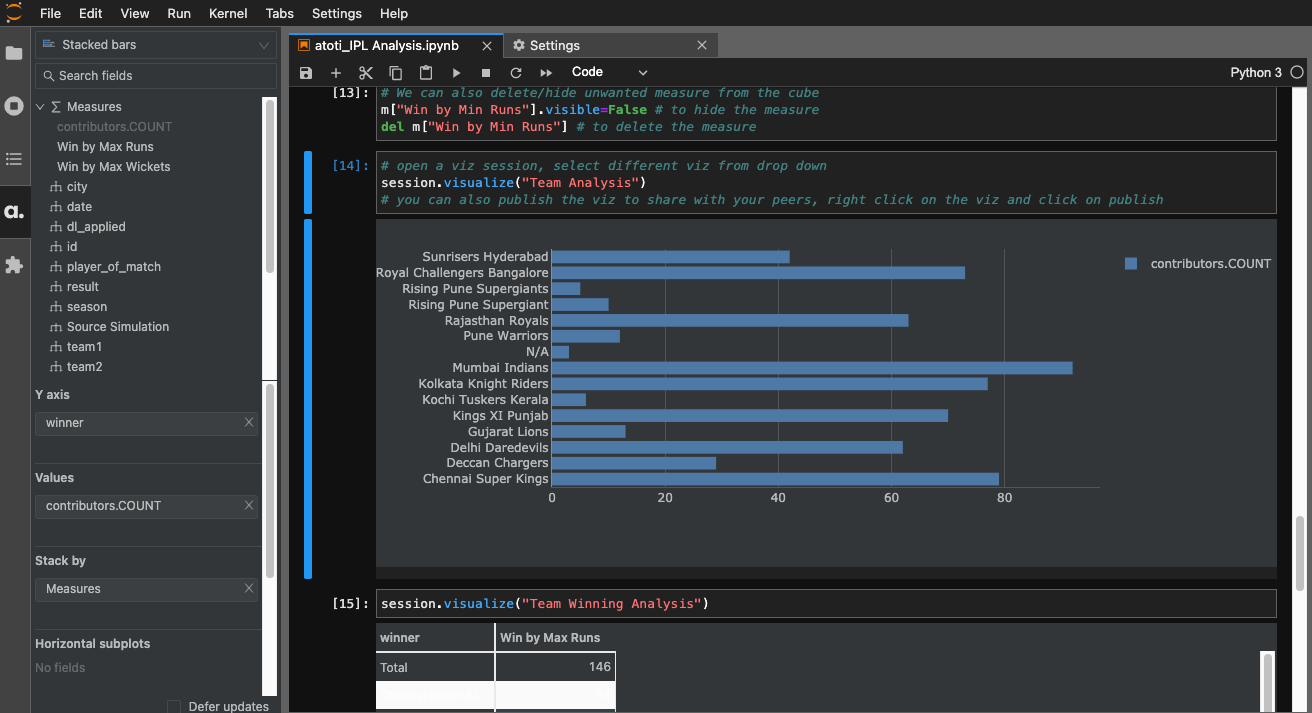 File Edit View Run Kernel Tabs Settings Help
Stacked bars
Search fields
Measures
contributors.COUNT
Win by Max Runs
Win by Max Wickets
city
date
dl_applied
id
player_of_match
result
season
Source Simulation
team1
team2
Y axis
winner
Values
contributors.COUNT
Stack by
Measures
Horizontal subplots
No fields
Defer updates
a.
atoti_IPL Analysis.ipynb
Settings
Code
Python 3
[13]: # We can also delete/hide unwanted measure from the cube
m["Win by Min Runs"].visible=False # to hide the measure
del m["Win by Min Runs"] # to delete the measure
[14]: # open a viz session, select different viz from drop down
session.visualize("Team Analysis")
# you can also publish the viz to share with your peers, right click on the viz and click on publish
Sunrisers Hyderabad
Royal Challengers Bangalore
Rising Pune Supergiants
Rising Pune Supergiant
Rajasthan Royals
Pune Warriors
N/A
Mumbai Indians
Kolkata Knight Riders
Kochi Tuskers Kerala
Kings XI Punjab
Gujarat Lions
Delhi Daredevils
Deccan Chargers
Chennai Super Kings
0 20 40 60 80
contributors.COUNT
[15]: session.visualize("Team Winning Analysis")
winner Win by Max Runs
Total 146